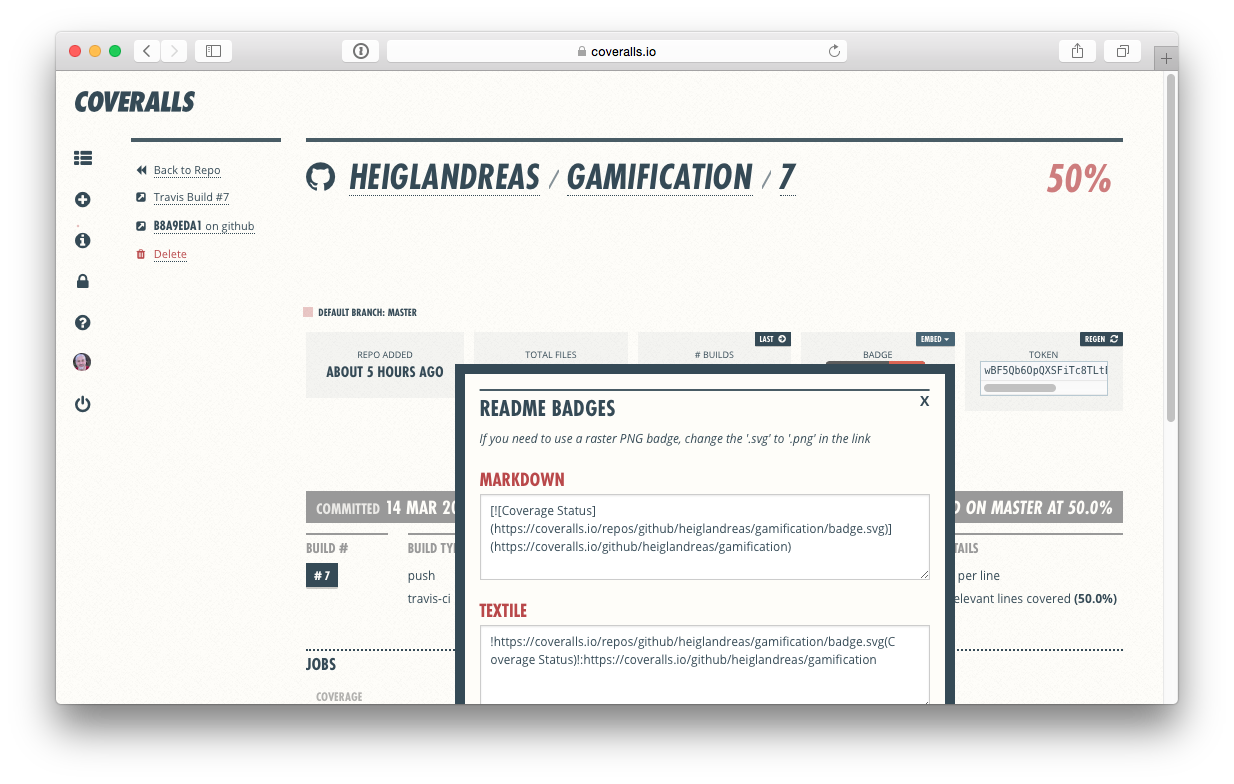 coveralls.io
COVERALLS
Back to Repo
Travis Build #7
B8A9EDA1 on github
Delete
HEIGLANDREAS / GAMIFICATION / 7
50%
DEFAULT BRANCH: MASTER
REPO ADDED
ABOUT 5 HOURS AGO
TOTAL FILES
LAST
# BUILDS
EMBED
BADGE
REGEN
TOKEN
wBF5Qb6OpQXSFiTc8TLt
README BADGES
X
If you need to use a raster PNG badge, change the '.svg' to '.png' in the link
MARKDOWN
[![Coverage Status]
(https://coveralls.io/repos/github/heiglandreas/gamification/badge.svg)]
(https://coveralls.io/github/heiglandreas/gamification)
TEXTILE
!https://coveralls.io/repos/github/heiglandreas/gamification/badge.svg(C
overage Status)!:https://coveralls.io/github/heiglandreas/gamification
COMMITTED 14 MAR 20
ON MASTER AT 50.0%
BUILD #
BUILD TY
TAILS
# 7
push
per line
travis-ci
elevant lines covered (50.0%)
JOBS
COVERAGE